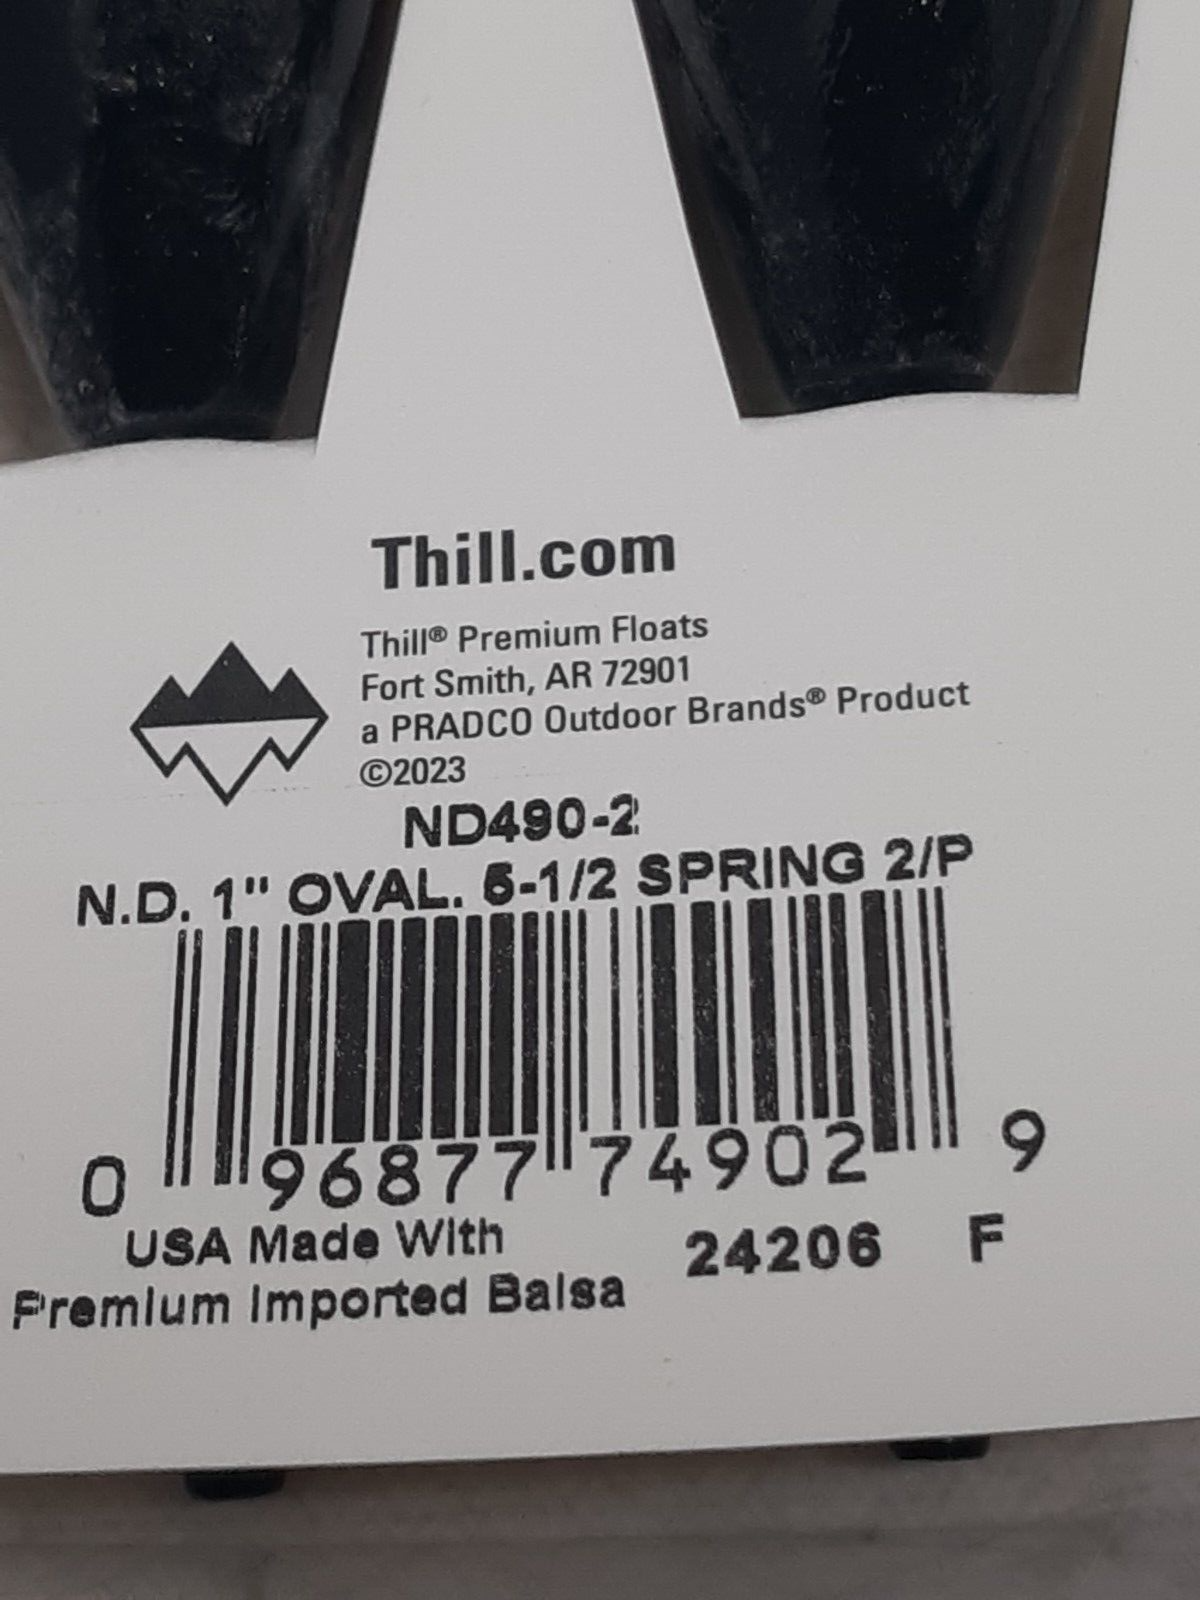 Thill.com
Thill® Premium Floats
Fort Smith, AR 72901
a PRADCO Outdoor Brands® Product
©2023
ND490-2
N.D. 1" OVAL. 5-1/2 SPRING 2/P
0 96877 74902 9
USA Made With
Premium Imported Balsa
24206 F